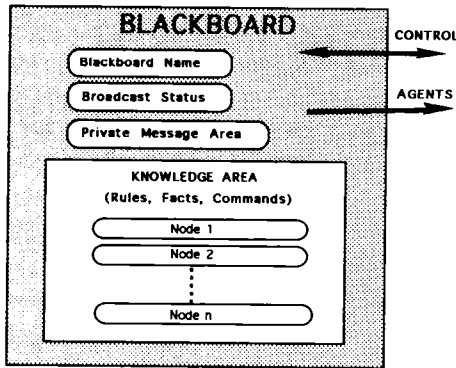 BLACKBOARD
CONTROL
Blackboard Name
Broadcast Status
AGENTS
Private Message Area
KNOWLEDGE AREA
(Rules, Facts, Commands)
Node 1
Node 2
Node n